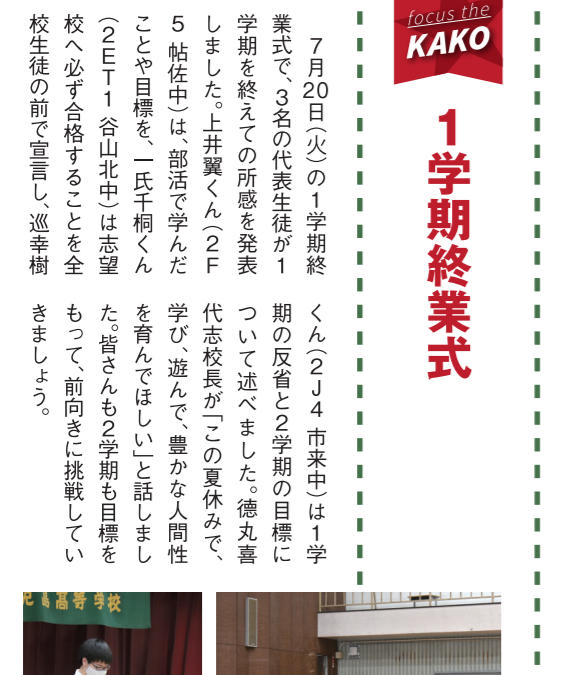 focus the
KAKO
1学期終業式
7月20日(火)の1学期終
業式で、3名の代表生徒が1
学期を終えての所感を発表
しました。上井翼くん(2F
5 帖佐中)は、部活で学んだ
ことや目標を、一氏千桐くん
(2ET1 谷山北中)は志望
校へ必ず合格することを全
校生徒の前で宣言し、巡幸樹
くん(2J4 市来中)は1学
期の反省と2学期の目標に
ついて述べました。徳丸喜
代志校長が「この夏休みで、
学び、遊んで、豊かな人間性
を育んでほしい」と話しまし
た。皆さんも2学期も目標を
もって、前向きに挑戦してい
きましょう。
児島高等学校